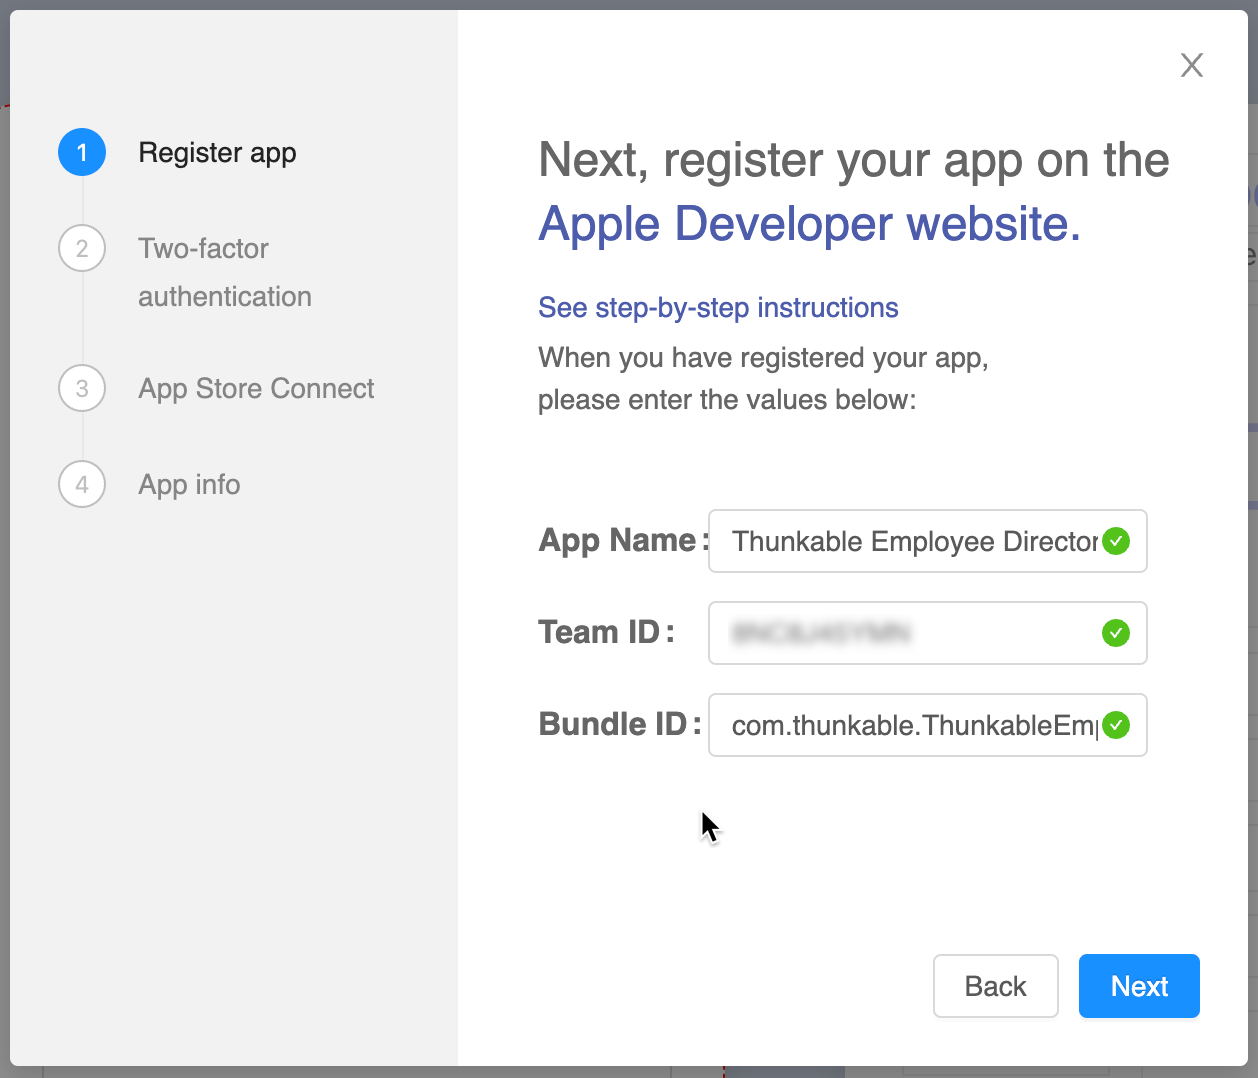 X
1 Register app
2 Two-factor
authentication
3 App Store Connect
4 App info
Next, register your app on the
Apple Developer website.
See step-by-step instructions
When you have registered your app,
please enter the values below:
App Name: Thunkable Employee Director
Team ID:
Bundle ID: com.thunkable.ThunkableEmp
Back Next